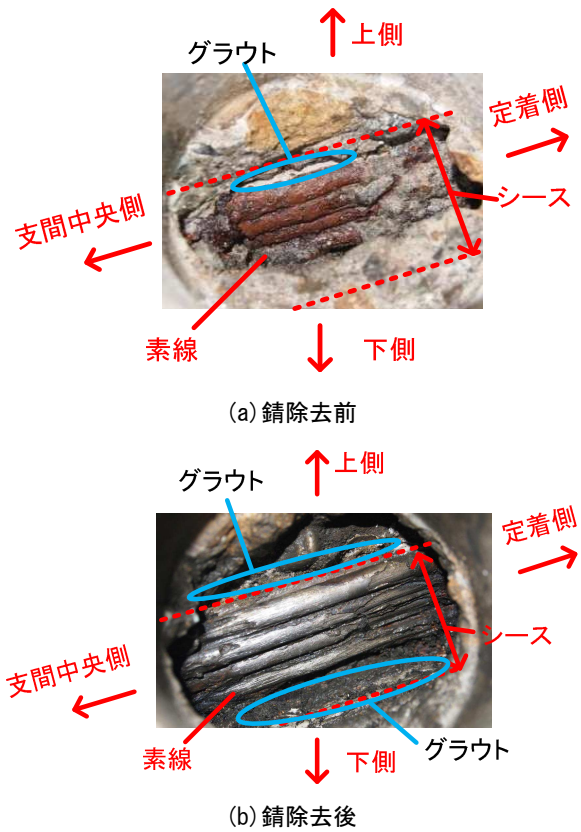 上側
グラウト
定着側
シース
支間中央側
素線
下側
(a)錆除去前
上側
グラウト
定着側
シース
支間中央側
素線
下側
グラウト
(b)錆除去後